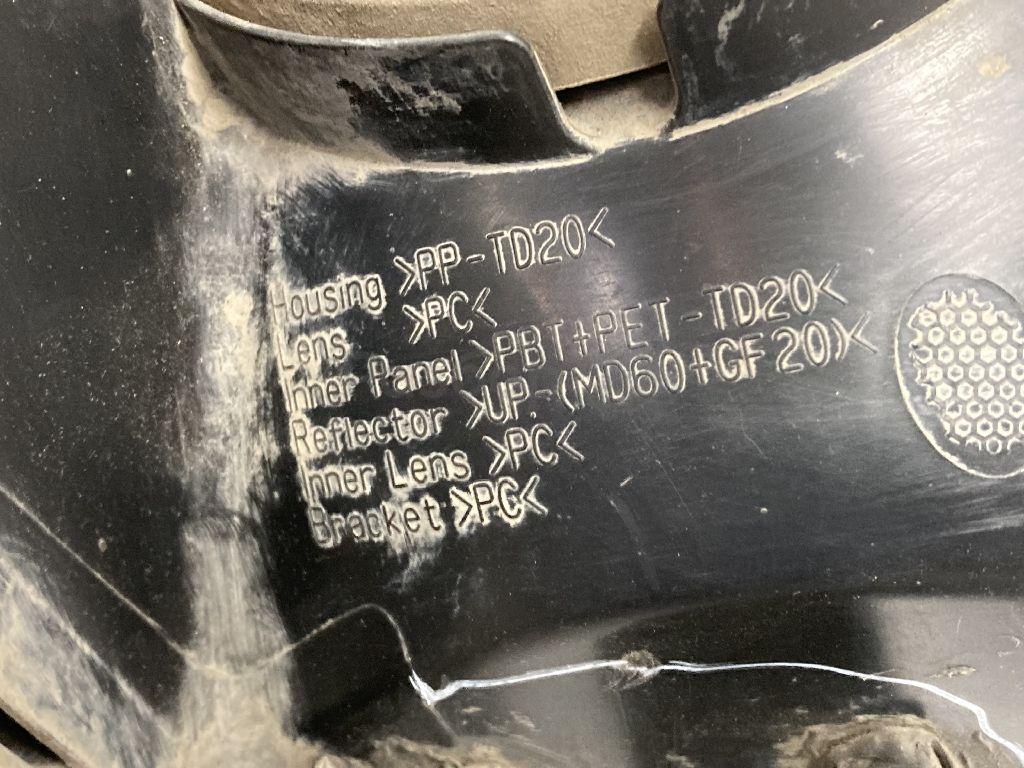 Housing >PP-TD20<
Lens >PC<
Inner Panel >PBT+PET-TD20<
Reflector >UP-(MD60+GF20)<
Inner Lens >PC<
Bracket >PC<